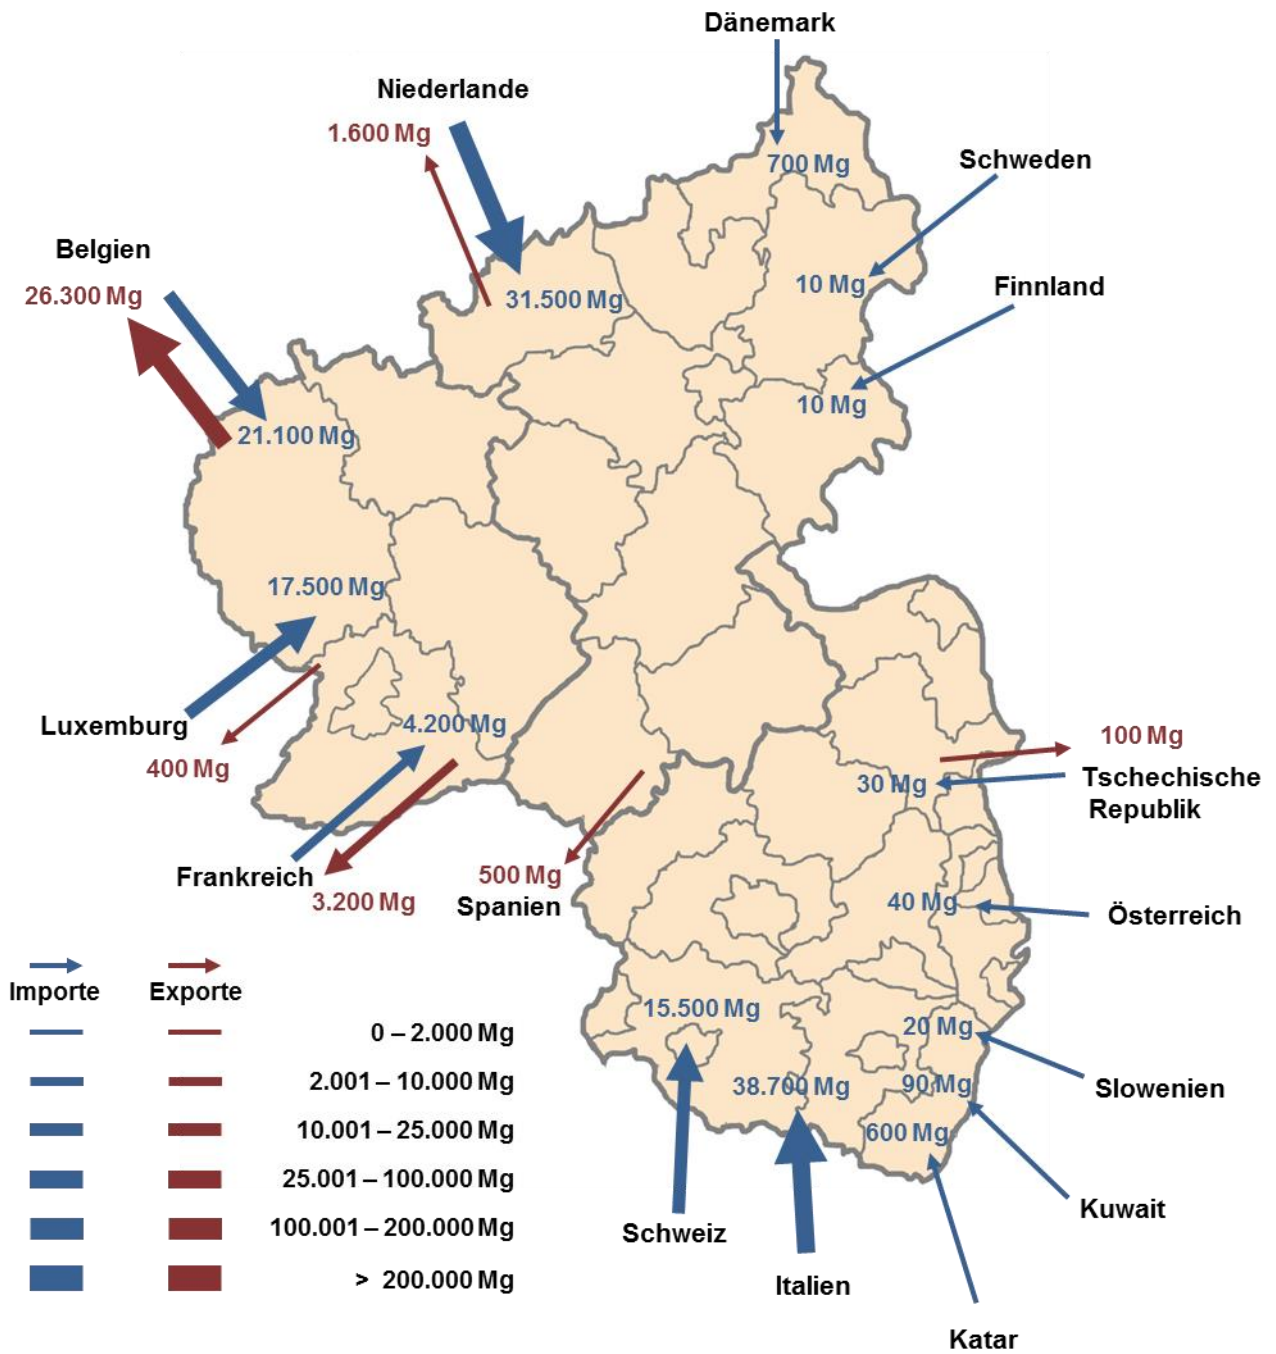 Dänemark
Niederlande
1.600 Mg
700 Mg
Schweden
Belgien
26.300 Mg
10 Mg
Finnland
31.500 Mg
10 Mg
21.100 Mg
17.500 Mg
Luxemburg
400 Mg
4.200 Mg
100 Mg
30 Mg
Tschechische
Republik
Frankreich
3.200 Mg
500 Mg
Spanien
40 Mg
Österreich
Importe
Exporte
15.500 Mg
20 Mg
0 – 2.000 Mg
2.001 – 10.000 Mg
38.700 Mg
90 Mg
Slowenien
10.001 – 25.000 Mg
600 Mg
25.001 – 100.000 Mg
Kuwait
100.001 – 200.000 Mg
Schweiz
> 200.000 Mg
Italien
Katar